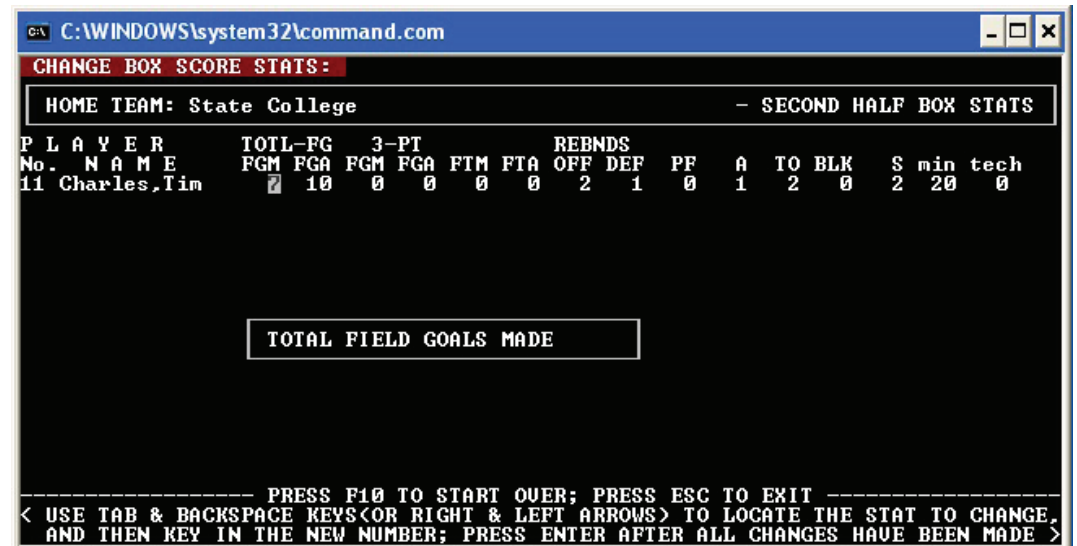 C:\WINDOWS\system32\command.com
CHANGE BOX SCORE STATS:
HOME TEAM: State College - SECOND HALF BOX STATS
P L A Y E R TOTL-FG 3-PT REBNDS
No. N A M E FGM FGA FGM FGA FTM FTA OFF DEF PF A TO BLK S min tech
11 Charles,Tim 7 10 0 0 0 0 2 1 0 1 2 0 2 20 0
TOTAL FIELD GOALS MADE
------------------ PRESS F10 TO START OVER; PRESS ESC TO EXIT ------------------
< USE TAB & BACKSPACE KEYS(OR RIGHT & LEFT ARROWS) TO LOCATE THE STAT TO CHANGE,
AND THEN KEY IN THE NEW NUMBER; PRESS ENTER AFTER ALL CHANGES HAVE BEEN MADE >